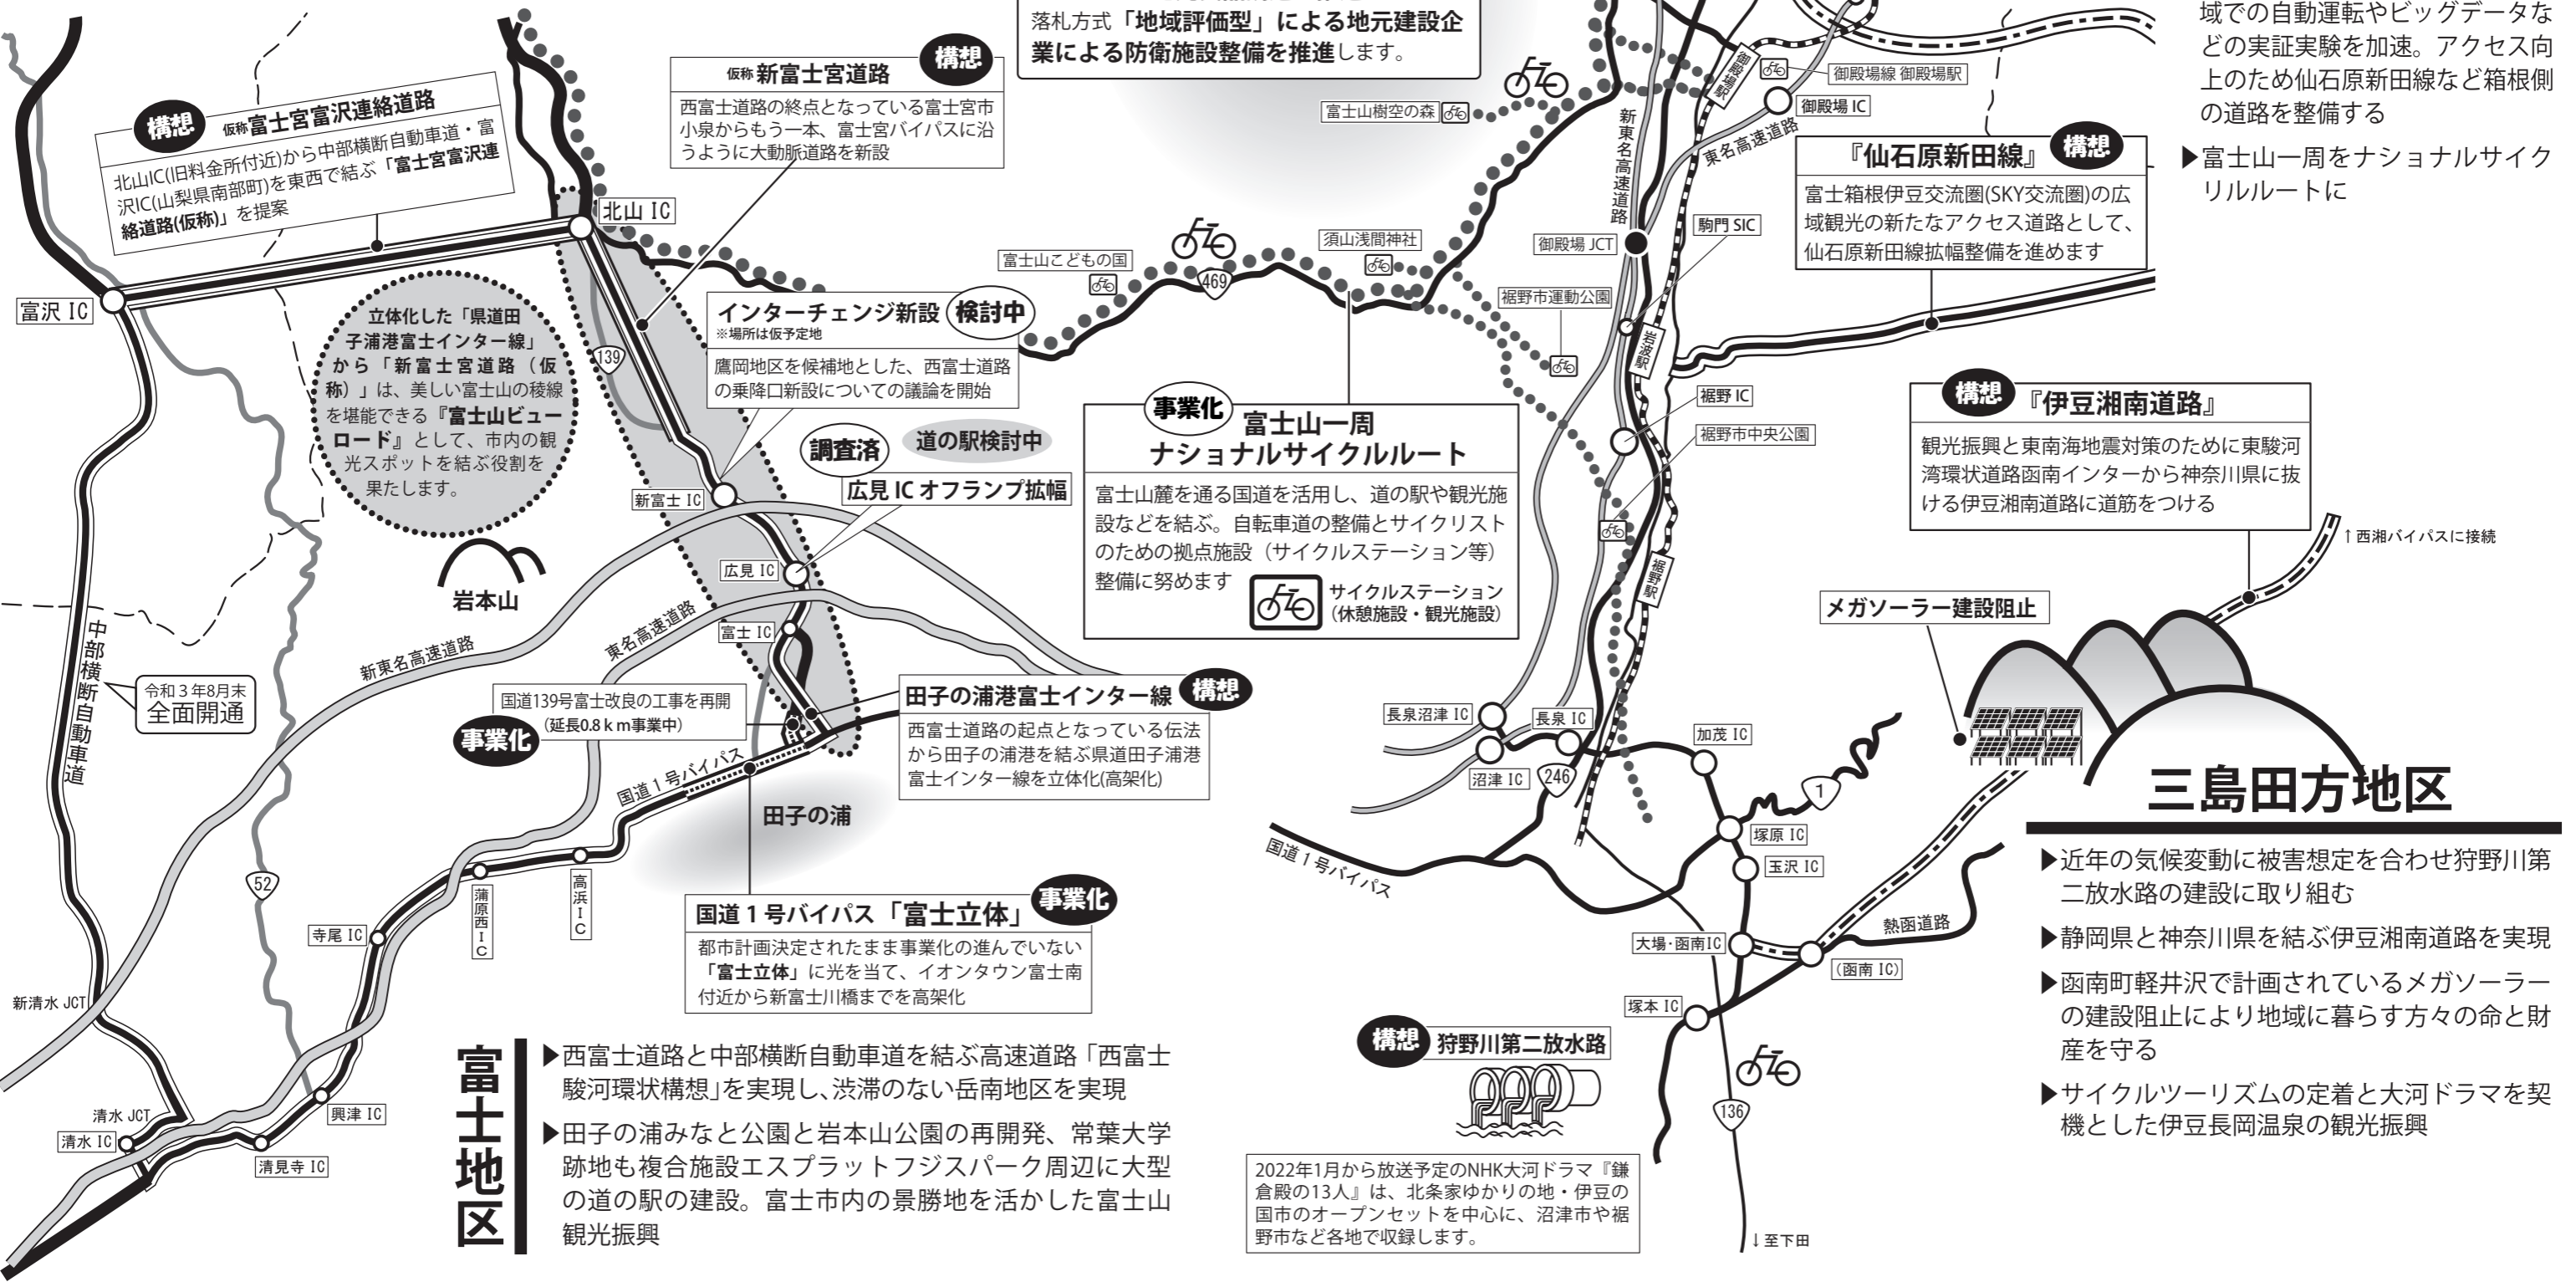 落札方式「地域評価型」による地元建設企
業による防衛施設整備を推進します。
域での自動運転やビッグデータな
どの実証実験を加速。アクセス向
上のため仙石原新田線など箱根側
の道路を整備する
▶富士山一周をナショナルサイク
リルルートに
構想
仮称富士宮富沢連絡道路
北山IC(旧料金所付近)から中部横断自動車道・富
沢IC(山梨県南部町)を東西で結ぶ「富士宮富沢連
絡道路(仮称)」を提案
構想
仮称 新富士宮道路
西富士道路の終点となっている富士宮市
小泉からもう一本、富士宮バイパスに沿
うように大動脈道路を新設
北山 IC
富沢 IC
立体化した「県道田
子浦港富士インター線」
から「新富士宮道路（仮
称）」は、美しい富士山の稜線
を堪能できる『富士山ビュー
ロード』として、市内の観
光スポットを結ぶ役割を
果たします。
139
インターチェンジ新設
検討中
※場所は仮予定地
鷹岡地区を候補地とした、西富士道路
の乗降口新設についての議論を開始
調査済
道の駅検討中
広見 IC オフランプ拡幅
新富士 IC
広見 IC
富士 IC
岩本山
中部横断自動車道
令和３年8月末
全面開通
新東名高速道路
東名高速道路
国道139号富士改良の工事を再開
（延長0.8ｋm事業中）
事業化
田子の浦港富士インター線
構想
西富士道路の起点となっている伝法
から田子の浦港を結ぶ県道田子浦港
富士インター線を立体化(高架化)
国道１号バイパス
田子の浦
国道１号バイパス「富士立体」
事業化
都市計画決定されたまま事業化の進んでいない
「富士立体」に光を当て、イオンタウン富士南
付近から新富士川橋までを高架化
52
蒲原西IC
高浜IC
寺尾 IC
新清水 JCT
清水 JCT
清水 IC
興津 IC
清見寺 IC
富士地区
▶西富士道路と中部横断自動車道を結ぶ高速道路「西富士
駿河環状構想」を実現し、渋滞のない岳南地区を実現
▶田子の浦みなと公園と岩本山公園の再開発、常葉大学
跡地も複合施設エスプラットフジスパーク周辺に大型
の道の駅の建設。富士市内の景勝地を活かした富士山
観光振興
富士山樹空の森
富士山こどもの国
469
須山浅間神社
裾野市運動公園
御殿場駅
御殿場線 御殿場駅
御殿場 IC
新東名高速道路
東名高速道路
御殿場 JCT
駒門 SIC
岩波駅
裾野 IC
裾野市中央公園
裾野駅
『仙石原新田線』
構想
富士箱根伊豆交流圏(SKY交流圏)の広
域観光の新たなアクセス道路として、
仙石原新田線拡幅整備を進めます
事業化
富士山一周
ナショナルサイクルルート
富士山麓を通る国道を活用し、道の駅や観光施
設などを結ぶ。自転車道の整備とサイクリスト
のための拠点施設（サイクルステーション等）
整備に努めます
サイクルステーション
（休憩施設・観光施設）
構想
『伊豆湘南道路』
観光振興と東南海地震対策のために東駿河
湾環状道路函南インターから神奈川県に抜
ける伊豆湘南道路に道筋をつける
↑西湘バイパスに接続
メガソーラー建設阻止
長泉沼津 IC
長泉 IC
沼津 IC
246
加茂 IC
1
塚原 IC
玉沢 IC
国道１号バイパス
大場・函南IC
(函南 IC)
熱函道路
塚本 IC
136
↓至下田
構想
狩野川第二放水路
2022年1月から放送予定のNHK大河ドラマ『鎌
倉殿の13人』は、北条家ゆかりの地・伊豆の
国市のオープンセットを中心に、沼津市や裾
野市など各地で収録します。
三島田方地区
▶近年の気候変動に被害想定を合わせ狩野川第
二放水路の建設に取り組む
▶静岡県と神奈川県を結ぶ伊豆湘南道路を実現
▶函南町軽井沢で計画されているメガソーラー
の建設阻止により地域に暮らす方々の命と財
産を守る
▶サイクルツーリズムの定着と大河ドラマを契
機とした伊豆長岡温泉の観光振興